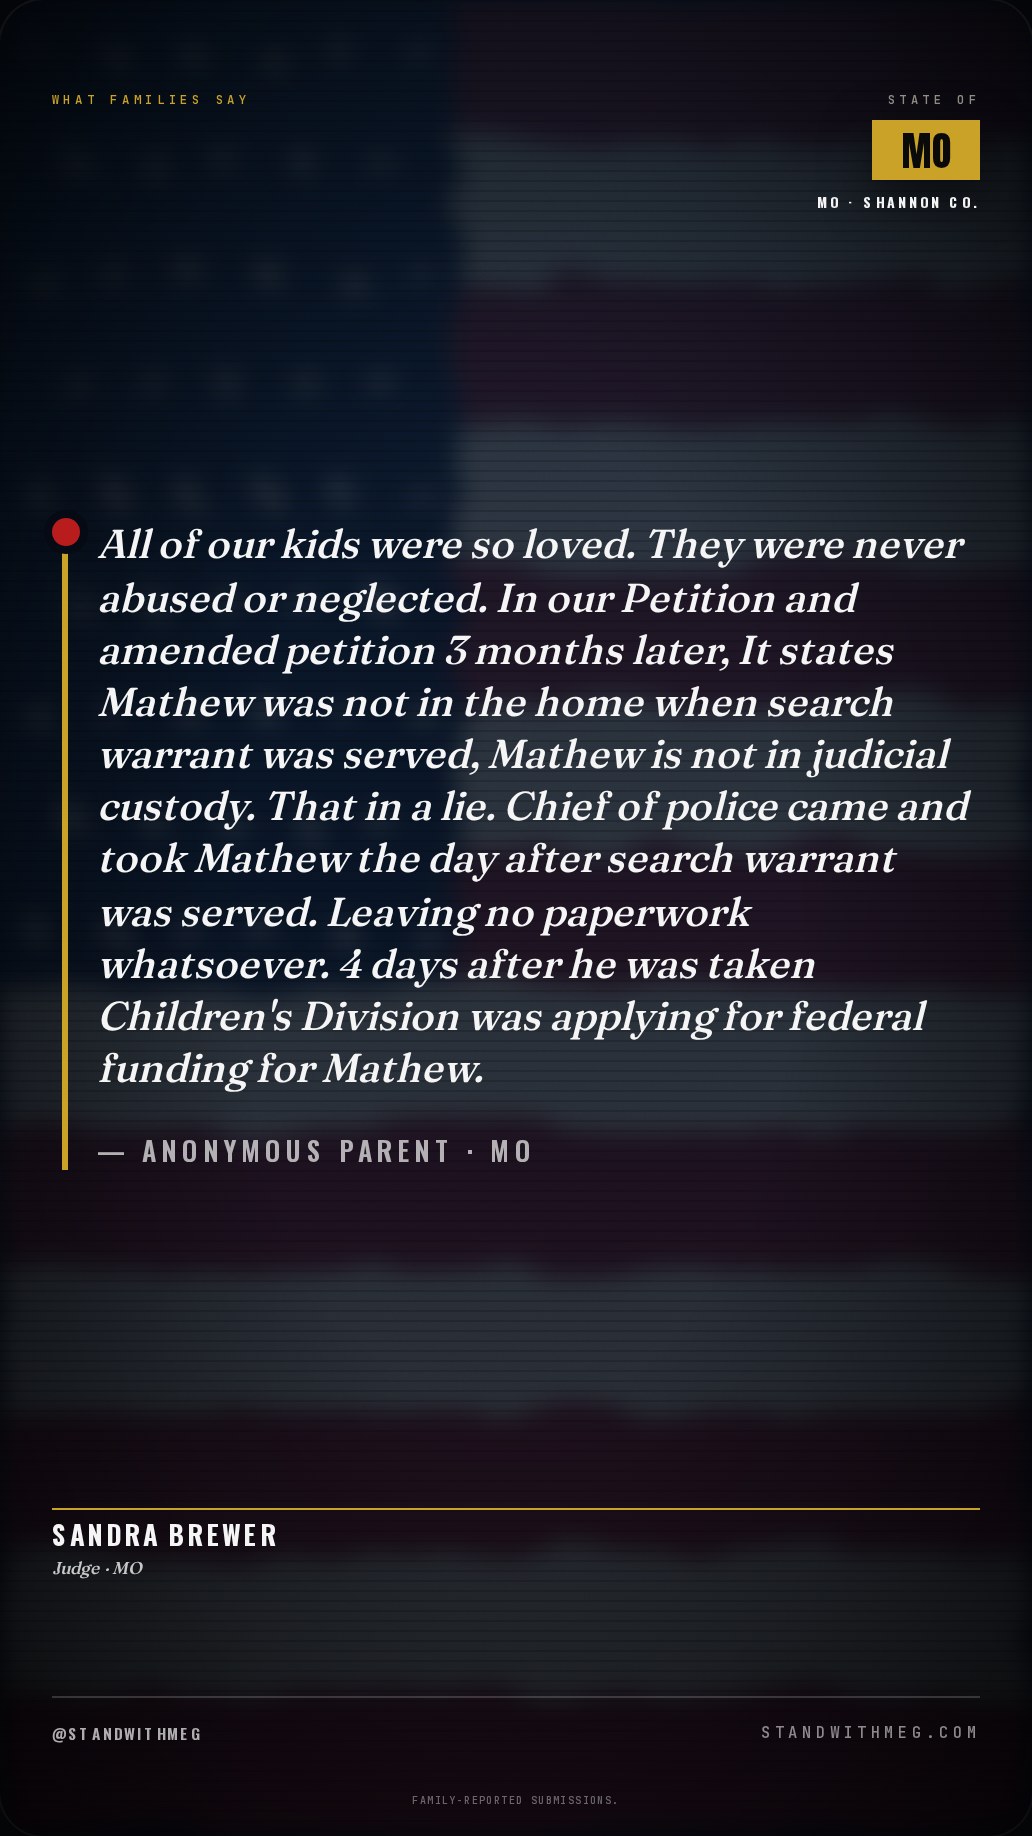 WHAT FAMILIES SAY
STATE OF
MO
MO · SHANNON CO.
All of our kids were so loved. They were never
abused or neglected. In our Petition and
amended petition 3 months later, It states
Mathew was not in the home when search
warrant was served, Mathew is not in judicial
custody. That in a lie. Chief of police came and
took Mathew the day after search warrant
was served. Leaving no paperwork
whatsoever. 4 days after he was taken
Children's Division was applying for federal
funding for Mathew.
— ANONYMOUS PARENT · MO
SANDRA BREWER
Judge · MO
@STANDWITHMEG
STANDWITHMEG.COM
FAMILY-REPORTED SUBMISSIONS.